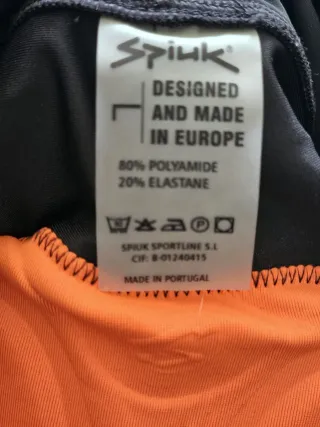 Spiuk
DESIGNED
AND MADE
IN EUROPE
80% POLYAMIDE
20% ELASTANE
SPIUK SPORTLINE S.L
CIF: B-01240415
MADE IN PORTUGAL